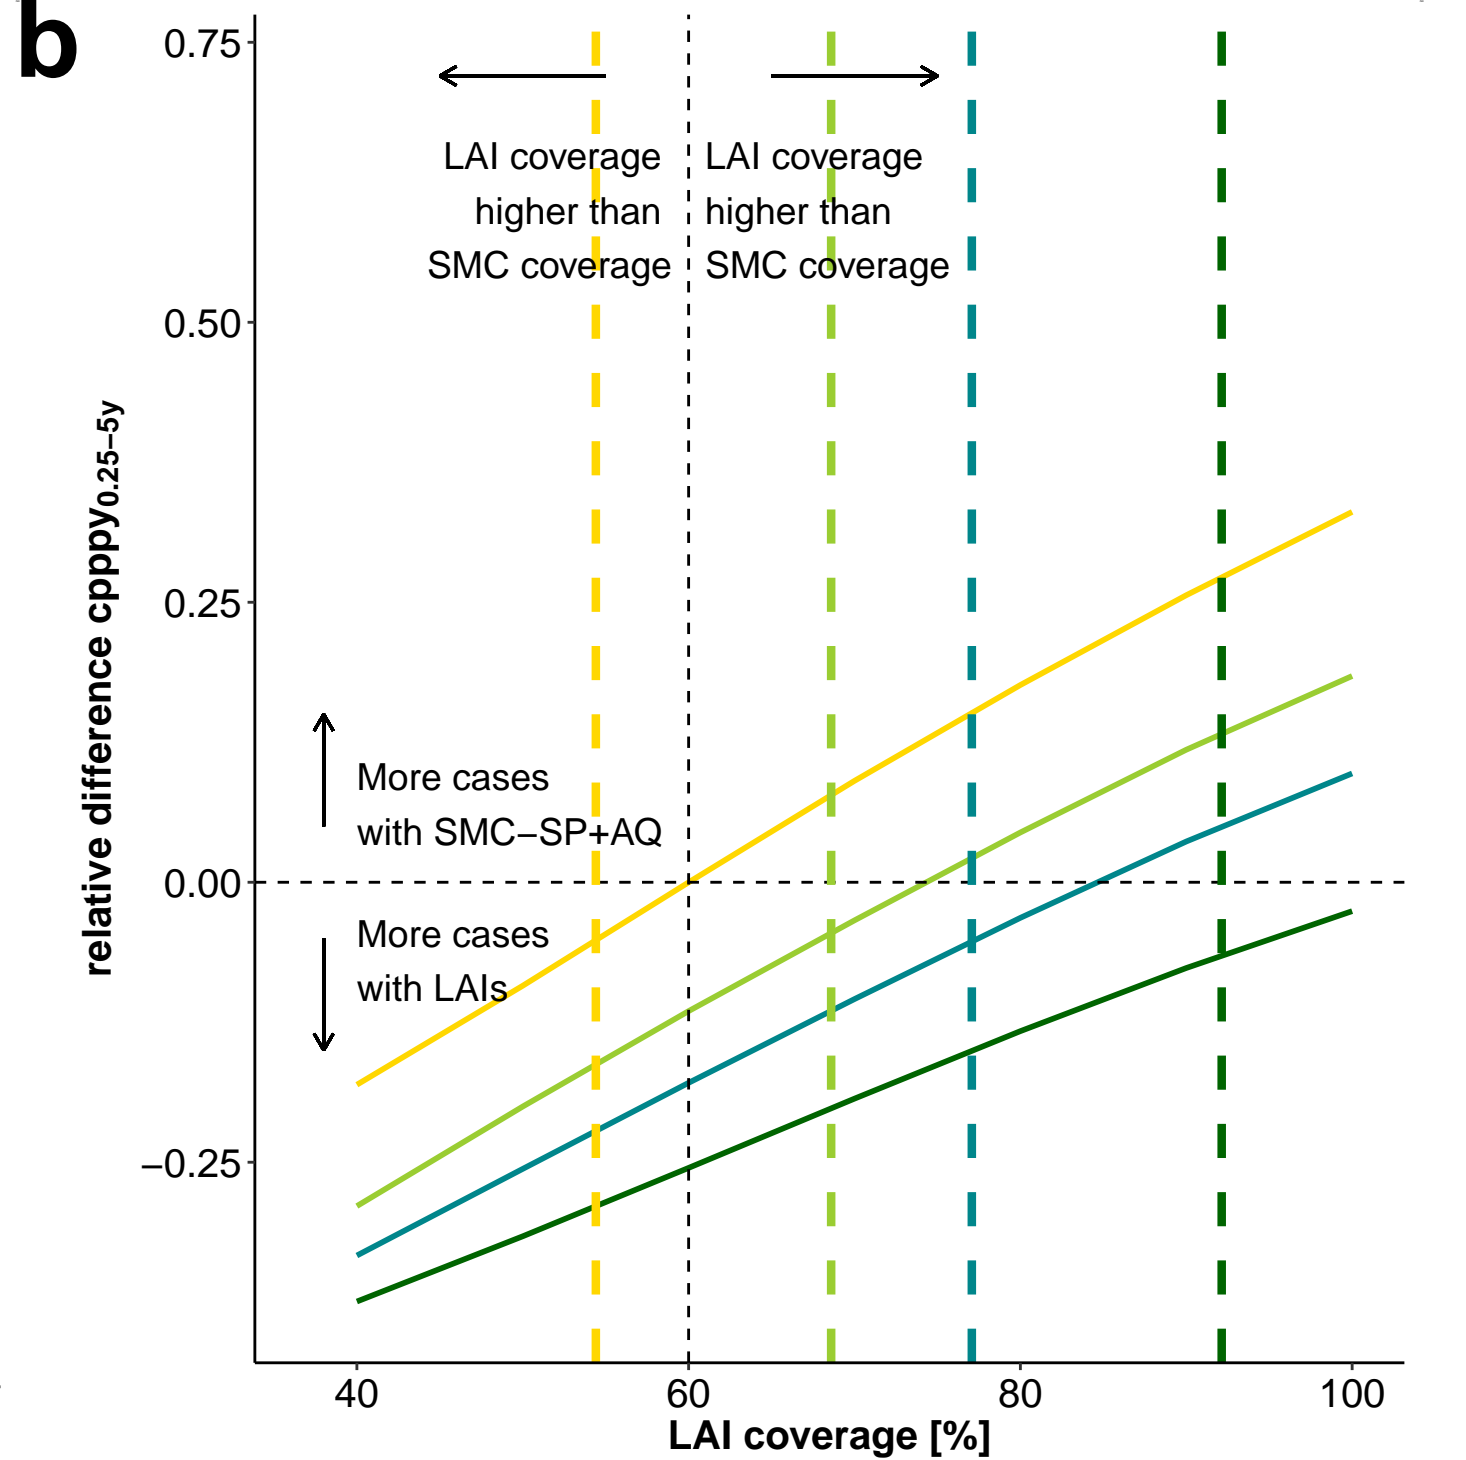 b
0.75
0.50
0.25
0.00
−0.25
relative difference cpppy0.25−5y
LAI coverage
higher than
SMC coverage
LAI coverage
higher than
SMC coverage
More cases
with SMC−SP+AQ
More cases
with LAIs
40 60 80 100
LAI coverage [%]